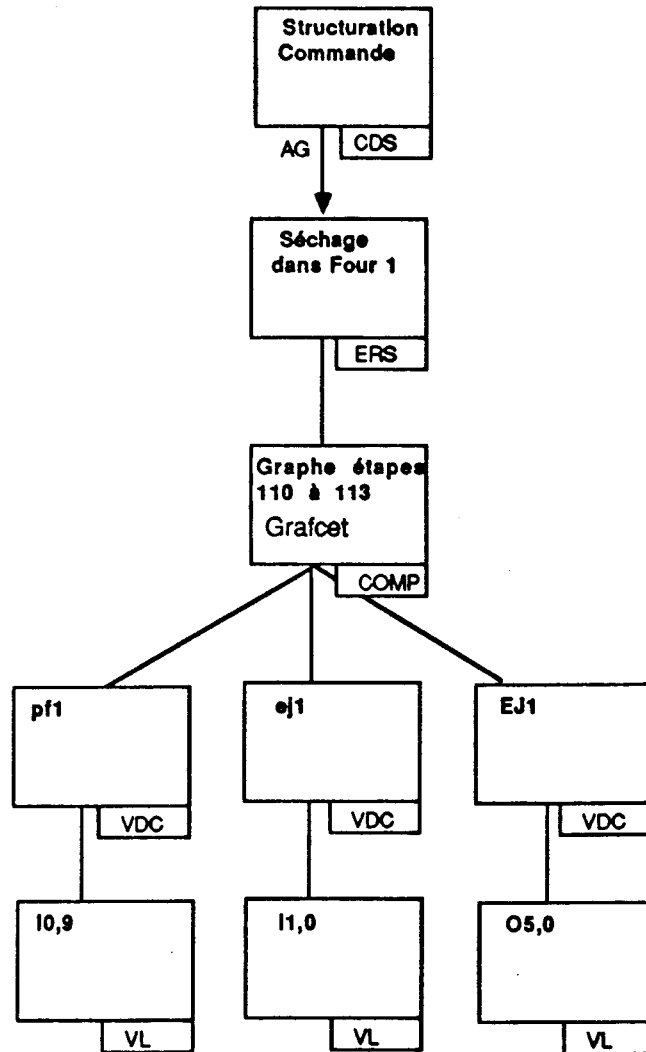 Structuration
Commande
AG
CDS
Séchage
dans Four 1
ERS
Graphe étapes
110 à 113
Grafcet
COMP
pf1
ej1
EJ1
VDC
VDC
VDC
I0,9
I1,0
O5,0
VL
VL
VL